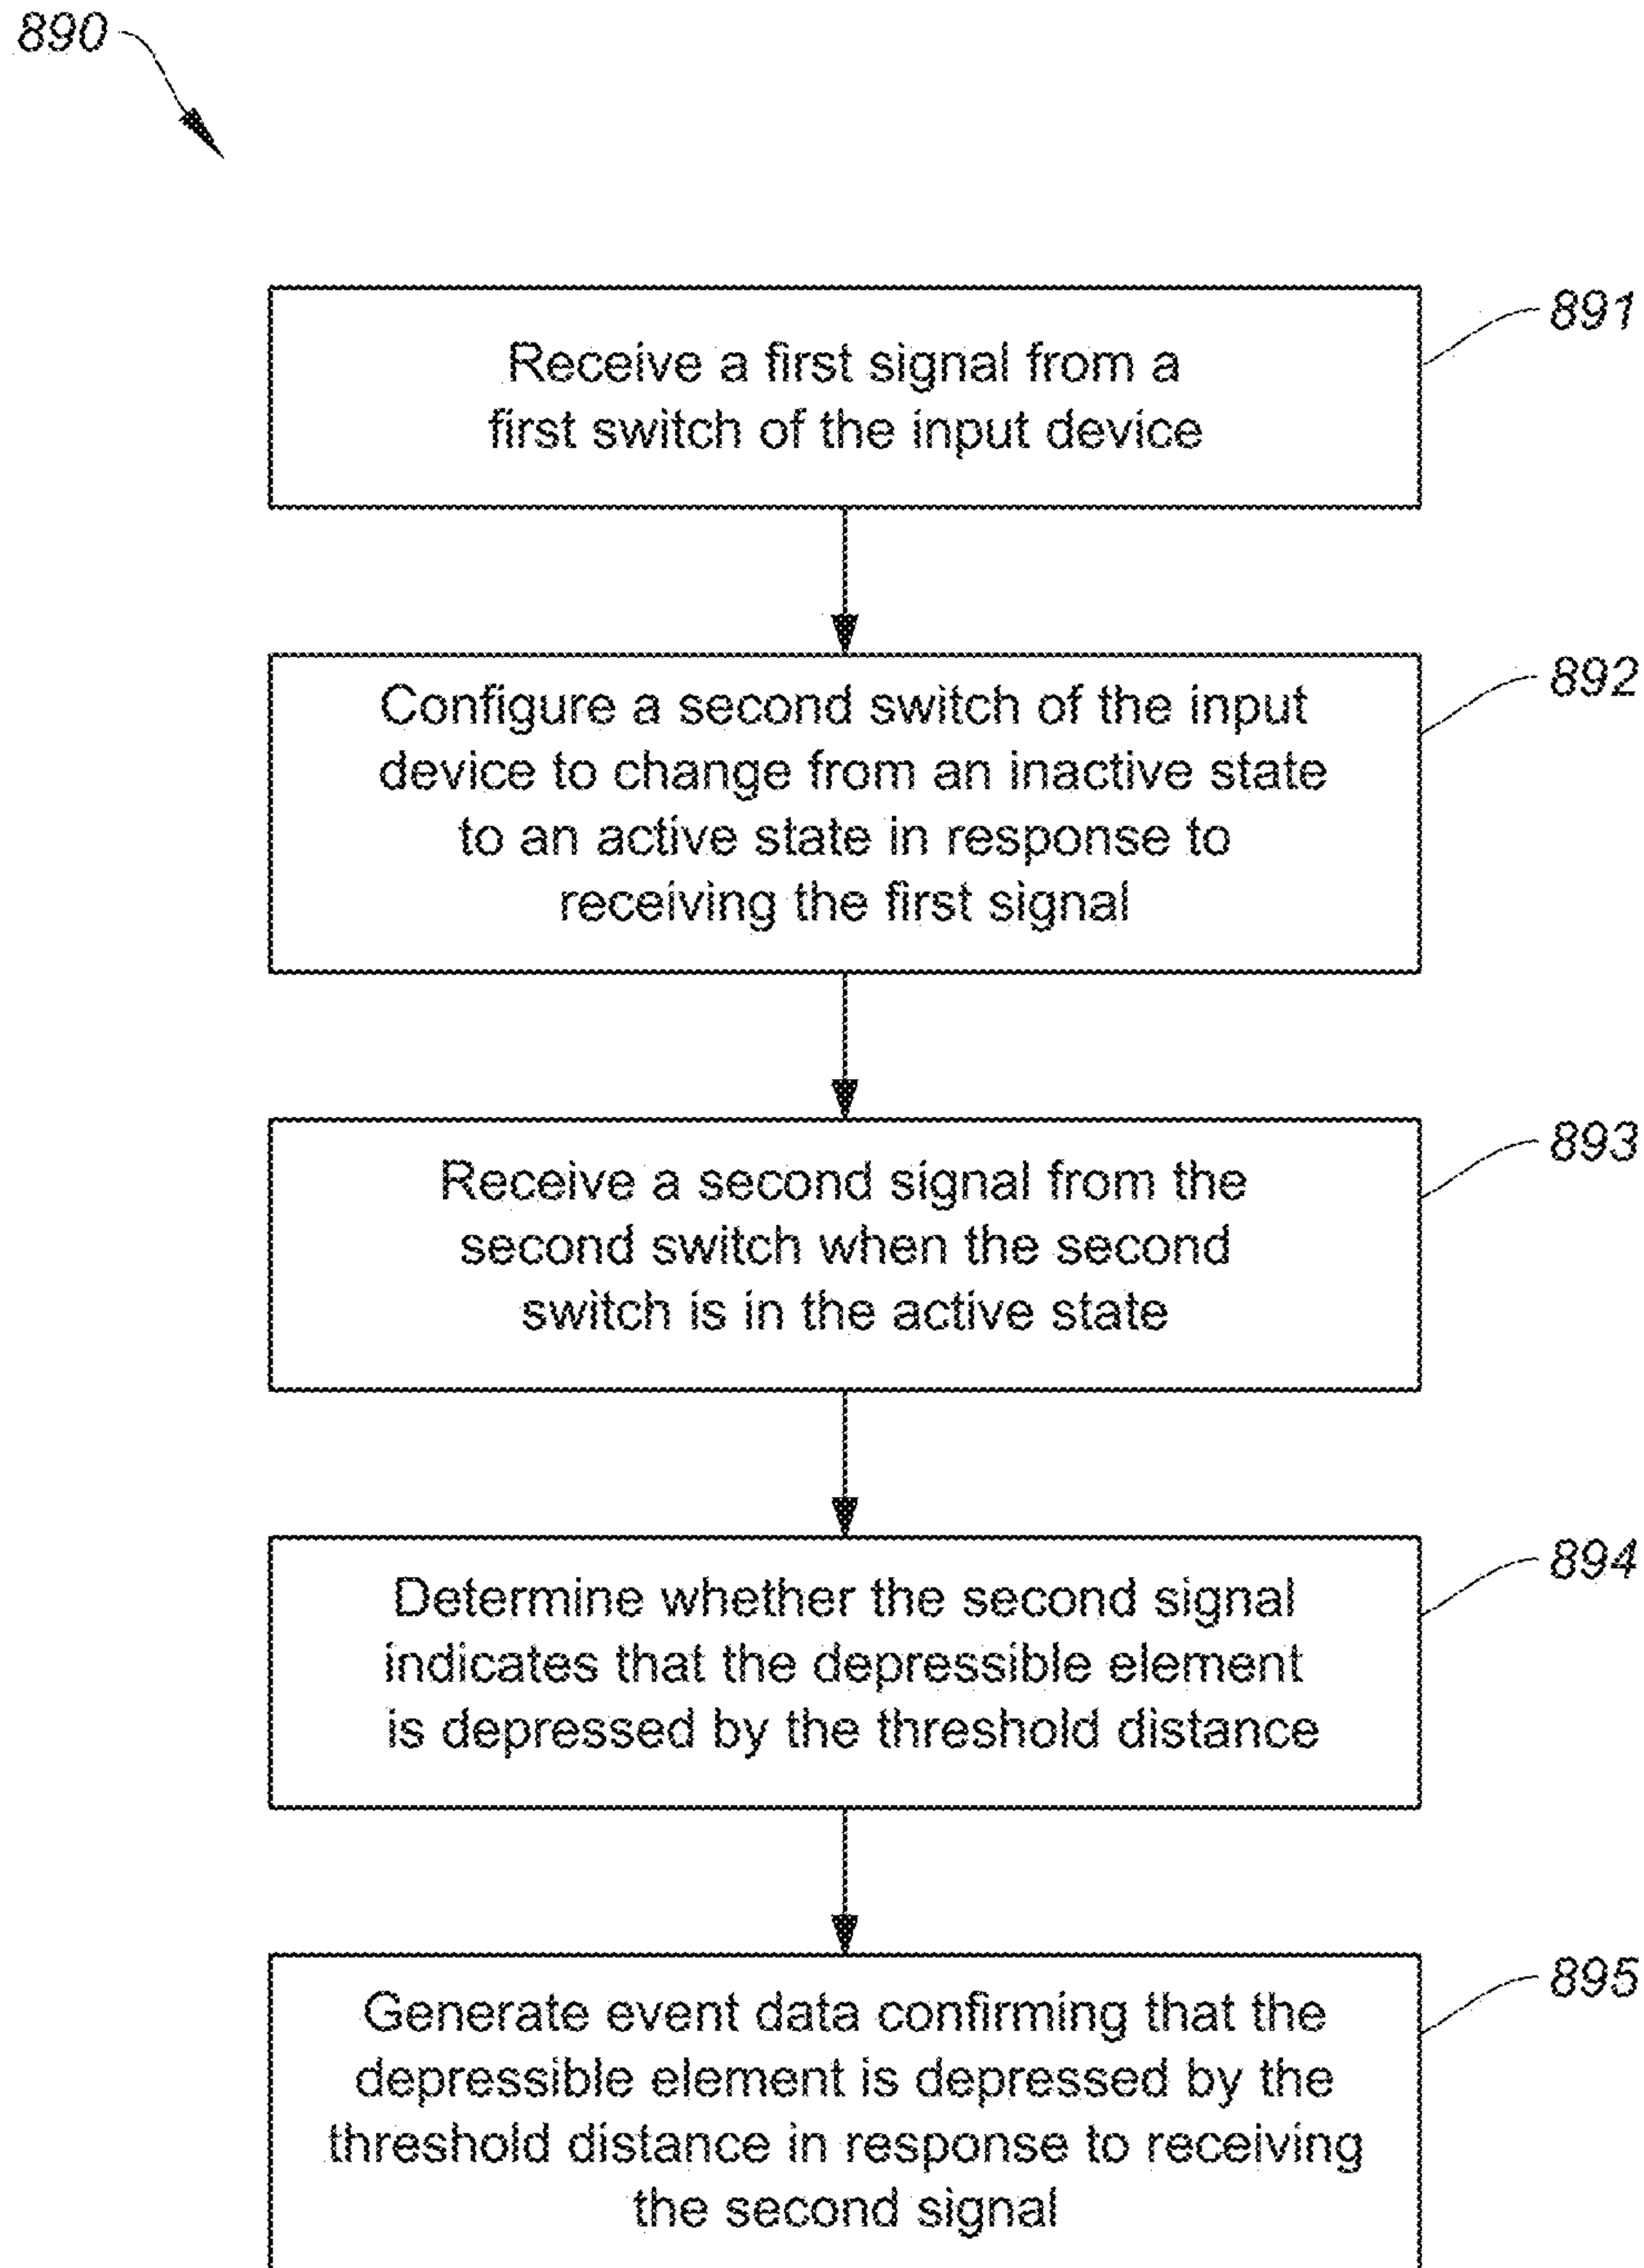 890
891
Receive a first signal from a
first switch of the input device
892
Configure a second switch of the input
device to change from an inactive state
to an active state in response to
receiving the first signal
893
Receive a second signal from the
second switch when the second
switch is in the active state
894
Determine whether the second signal
indicates that the depressible element
is depressed by the threshold distance
895
Generate event data confirming that the
depressible element is depressed by the
threshold distance in response to receiving
the second signal